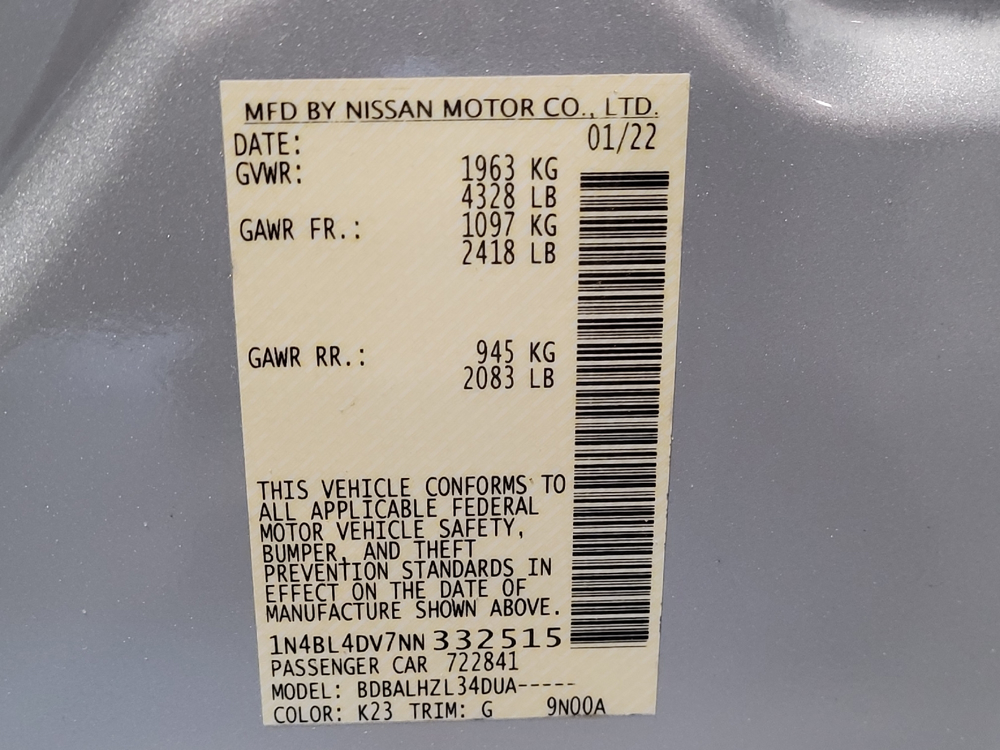 MFD BY NISSAN MOTOR CO., LTD.
DATE: 01/22
GVWR: 1963 KG
4328 LB
GAWR FR.: 1097 KG
2418 LB
GAWR RR.: 945 KG
2083 LB
THIS VEHICLE CONFORMS TO
ALL APPLICABLE FEDERAL
MOTOR VEHICLE SAFETY,
BUMPER, AND THEFT
PREVENTION STANDARDS IN
EFFECT ON THE DATE OF
MANUFACTURE SHOWN ABOVE.
1N4BL4DV7NN332515
PASSENGER CAR 722841
MODEL: BDBALHZL34DUA-----
COLOR: K23 TRIM: G 9N00A